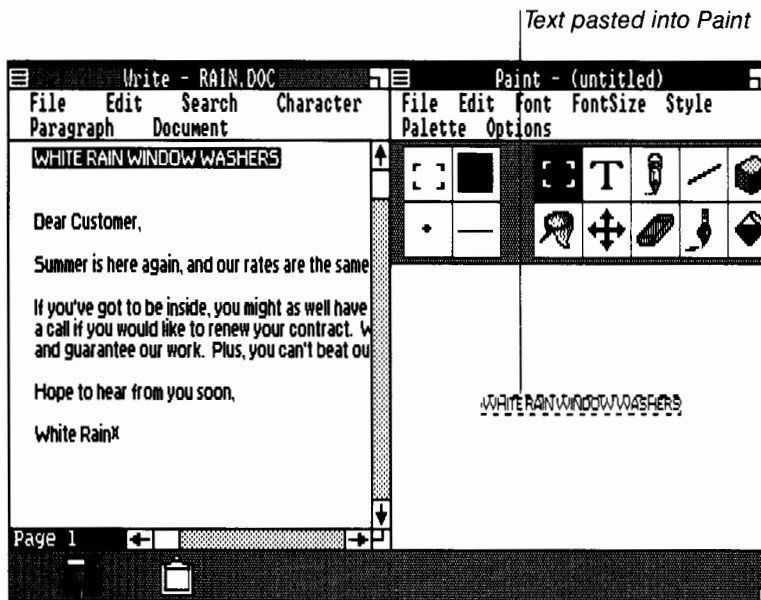 Text pasted into Paint
Write - RAIN.DOC
File Edit Search Character
Paragraph Document
WHITE RAIN WINDOW WASHERS
Dear Customer,
Summer is here again, and our rates are the same
If you've got to be inside, you might as well have
a call if you would like to renew your contract. W
and guarantee our work. Plus, you can't beat ou
Hope to hear from you soon,
White Rain¤
Page 1
Paint - (untitled)
File Edit Font FontSize Style
Palette Options
T
WHITE RAIN WINDOW WASHERS